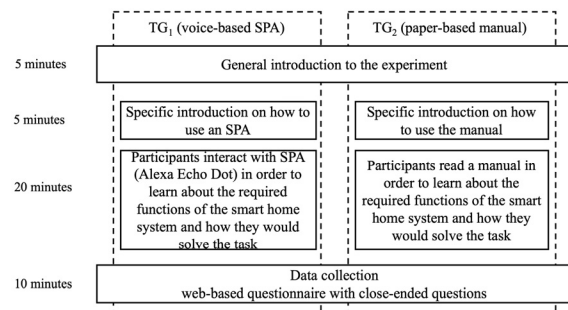 TG₁ (voice-based SPA)
TG₂ (paper-based manual)
5 minutes
General introduction to the experiment
5 minutes
Specific introduction on how to
use an SPA
Specific introduction on how
to use the manual
20 minutes
Participants interact with SPA
(Alexa Echo Dot) in order to
learn about the required
functions of the smart home
system and how they would
solve the task
Participants read a manual in
order to learn about the
required functions of the smart
home system and how they
would solve the task
10 minutes
Data collection
web-based questionnaire with close-ended questions